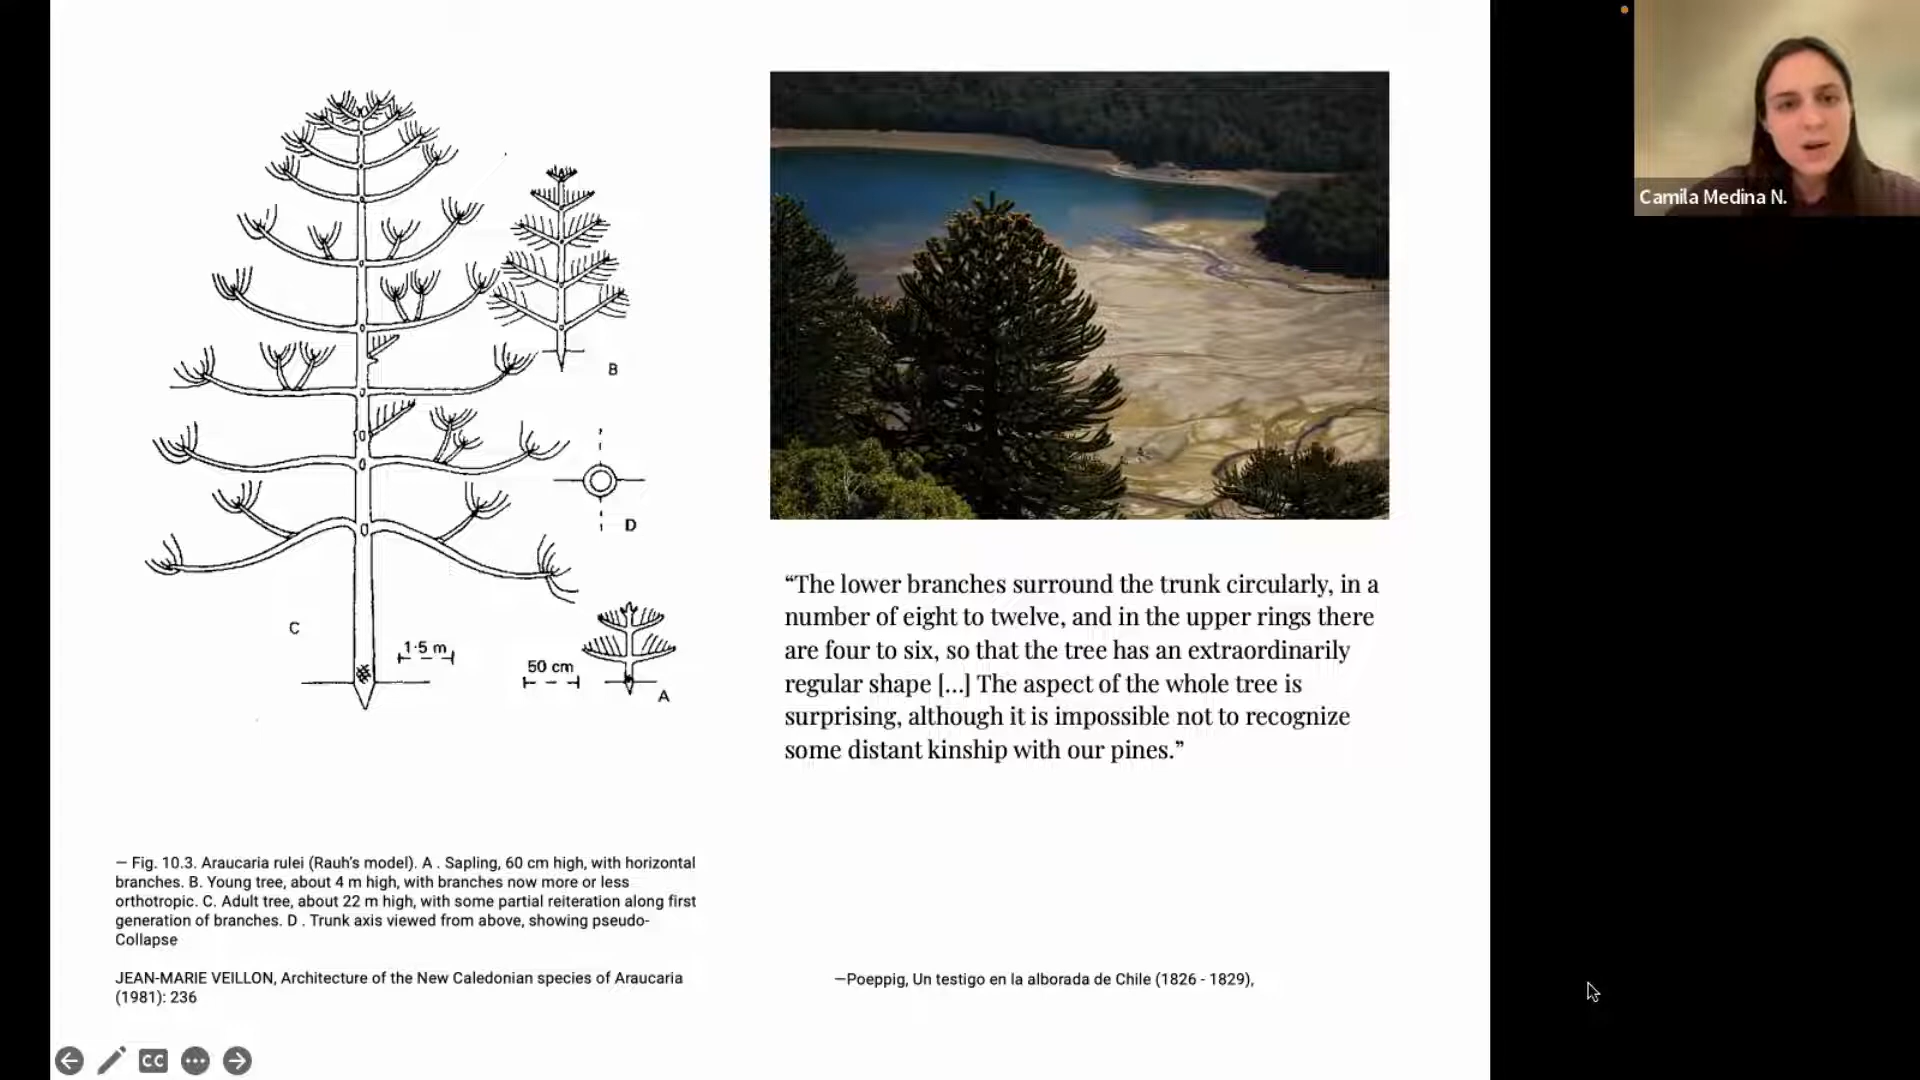 B
D
C
1·5 m
50 cm
A
— Fig. 10.3. Araucaria rulei (Rauh's model). A . Sapling, 60 cm high, with horizontal
branches. B. Young tree, about 4 m high, with branches now more or less
orthotropic. C. Adult tree, about 22 m high, with some partial reiteration along first
generation of branches. D . Trunk axis viewed from above, showing pseudo-
Collapse
JEAN-MARIE VEILLON, Architecture of the New Caledonian species of Araucaria
(1981): 236
“The lower branches surround the trunk circularly, in a
number of eight to twelve, and in the upper rings there
are four to six, so that the tree has an extraordinarily
regular shape [...] The aspect of the whole tree is
surprising, although it is impossible not to recognize
some distant kinship with our pines.”
—Poeppig, Un testigo en la alborada de Chile (1826 - 1829),
Camila Medina N.
CC